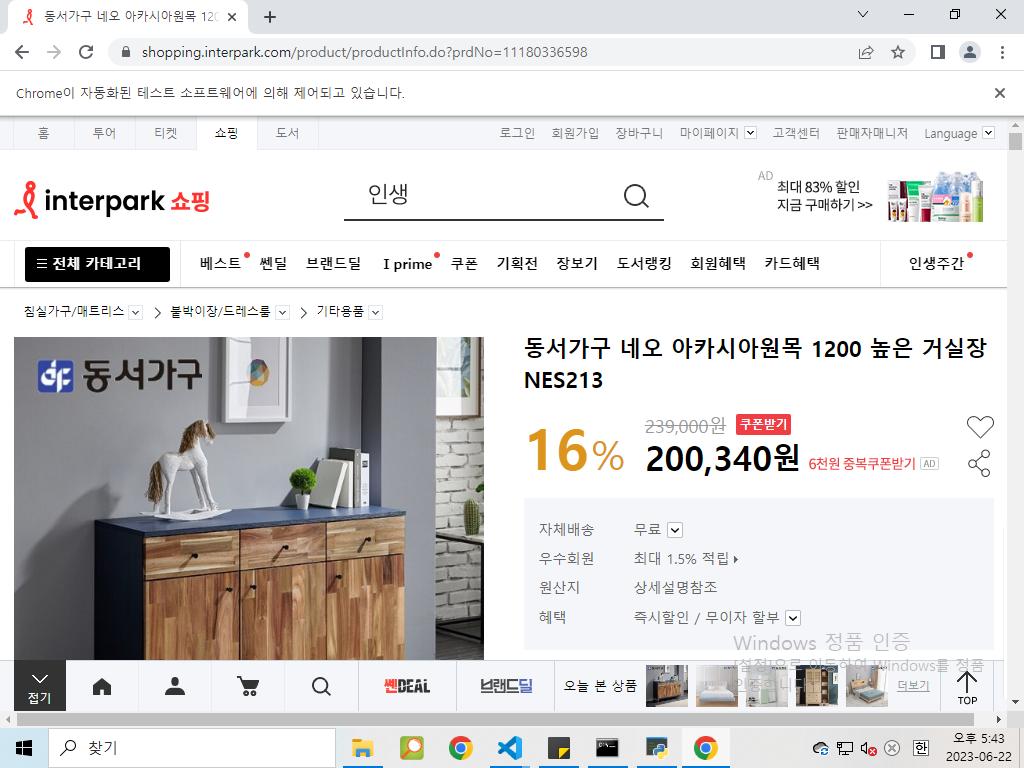 동서가구 네오 아카시아원목 120
shopping.interpark.com/product/productInfo.do?prdNo=11180336598
Chrome이 자동화된 테스트 소프트웨어에 의해 제어되고 있습니다.
홈 투어 티켓 쇼핑 도서 로그인 회원가입 장바구니 마이페이지 고객센터 판매자매니저 Language
interpark 쇼핑
인생
AD
최대 83% 할인
지금 구매하기 >>
전체 카테고리 베스트 쎈딜 브랜드딜 I prime 쿠폰 기획전 장보기 도서랭킹 회원혜택 카드혜택 인생주간
침실가구/매트리스 붙박이장/드레스룸 기타용품
동서가구
동서가구 네오 아카시아원목 1200 높은 거실장
NES213
16%
239,000원 쿠폰받기
200,340원 6천원 중복쿠폰받기 AD
자체배송 무료
우수회원 최대 1.5% 적립
원산지 상세설명참조
혜택 즉시할인 / 무이자 할부
Windows 정품 인증
[설정]으로 이동하여 Windows를 정품
인증합니다.
접기
쎈DEAL 브랜드딜 오늘 본 상품 더보기 TOP
찾기
한
오후 5:43
2023-06-22